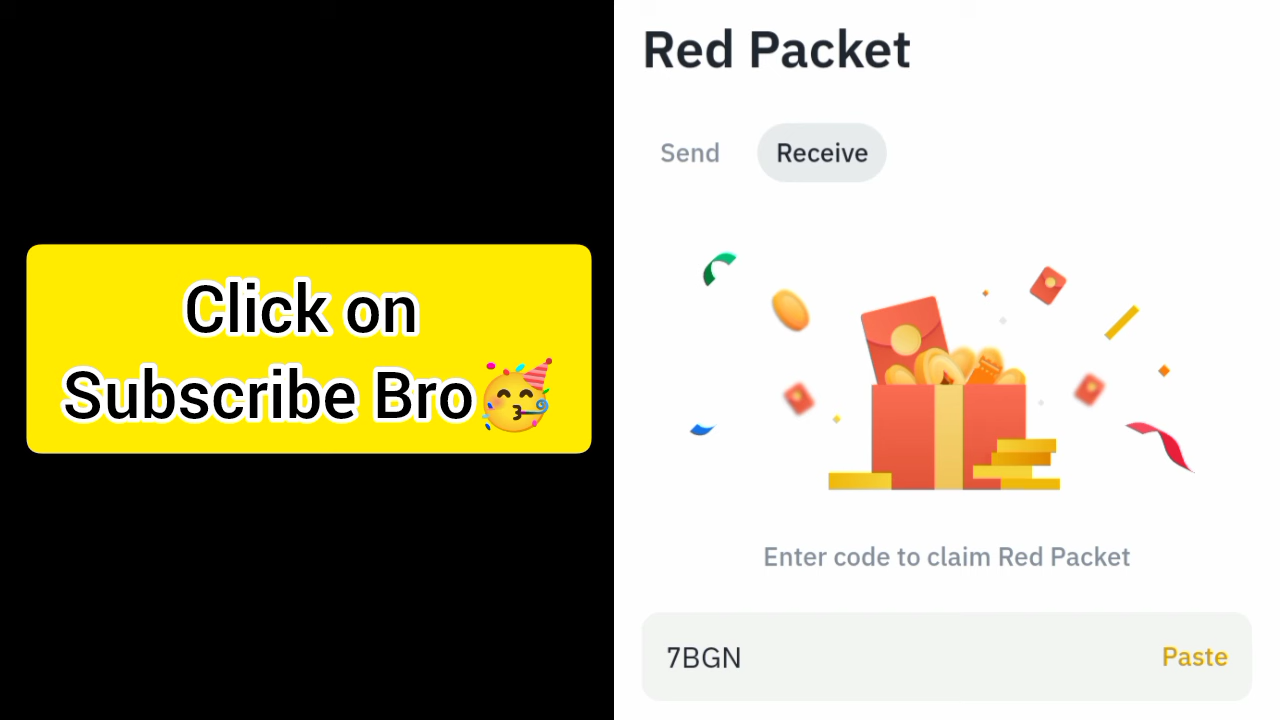 Click on
Subscribe Bro
Red Packet
Send
Receive
Enter code to claim Red Packet
7BGN
Paste